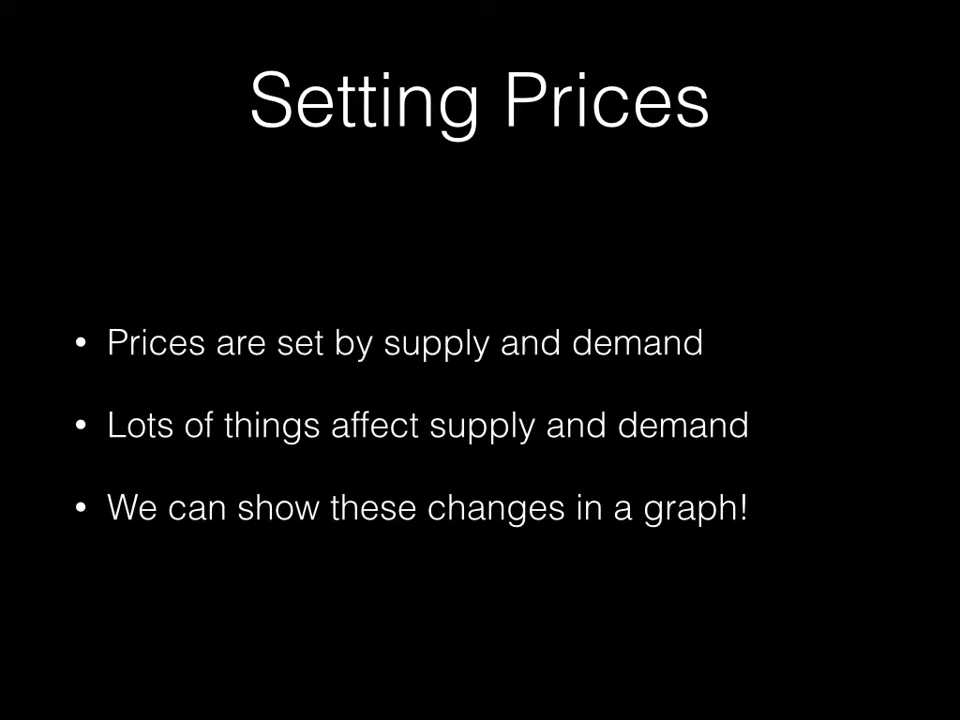 Setting Prices
• Prices are set by supply and demand
• Lots of things affect supply and demand
• We can show these changes in a graph!